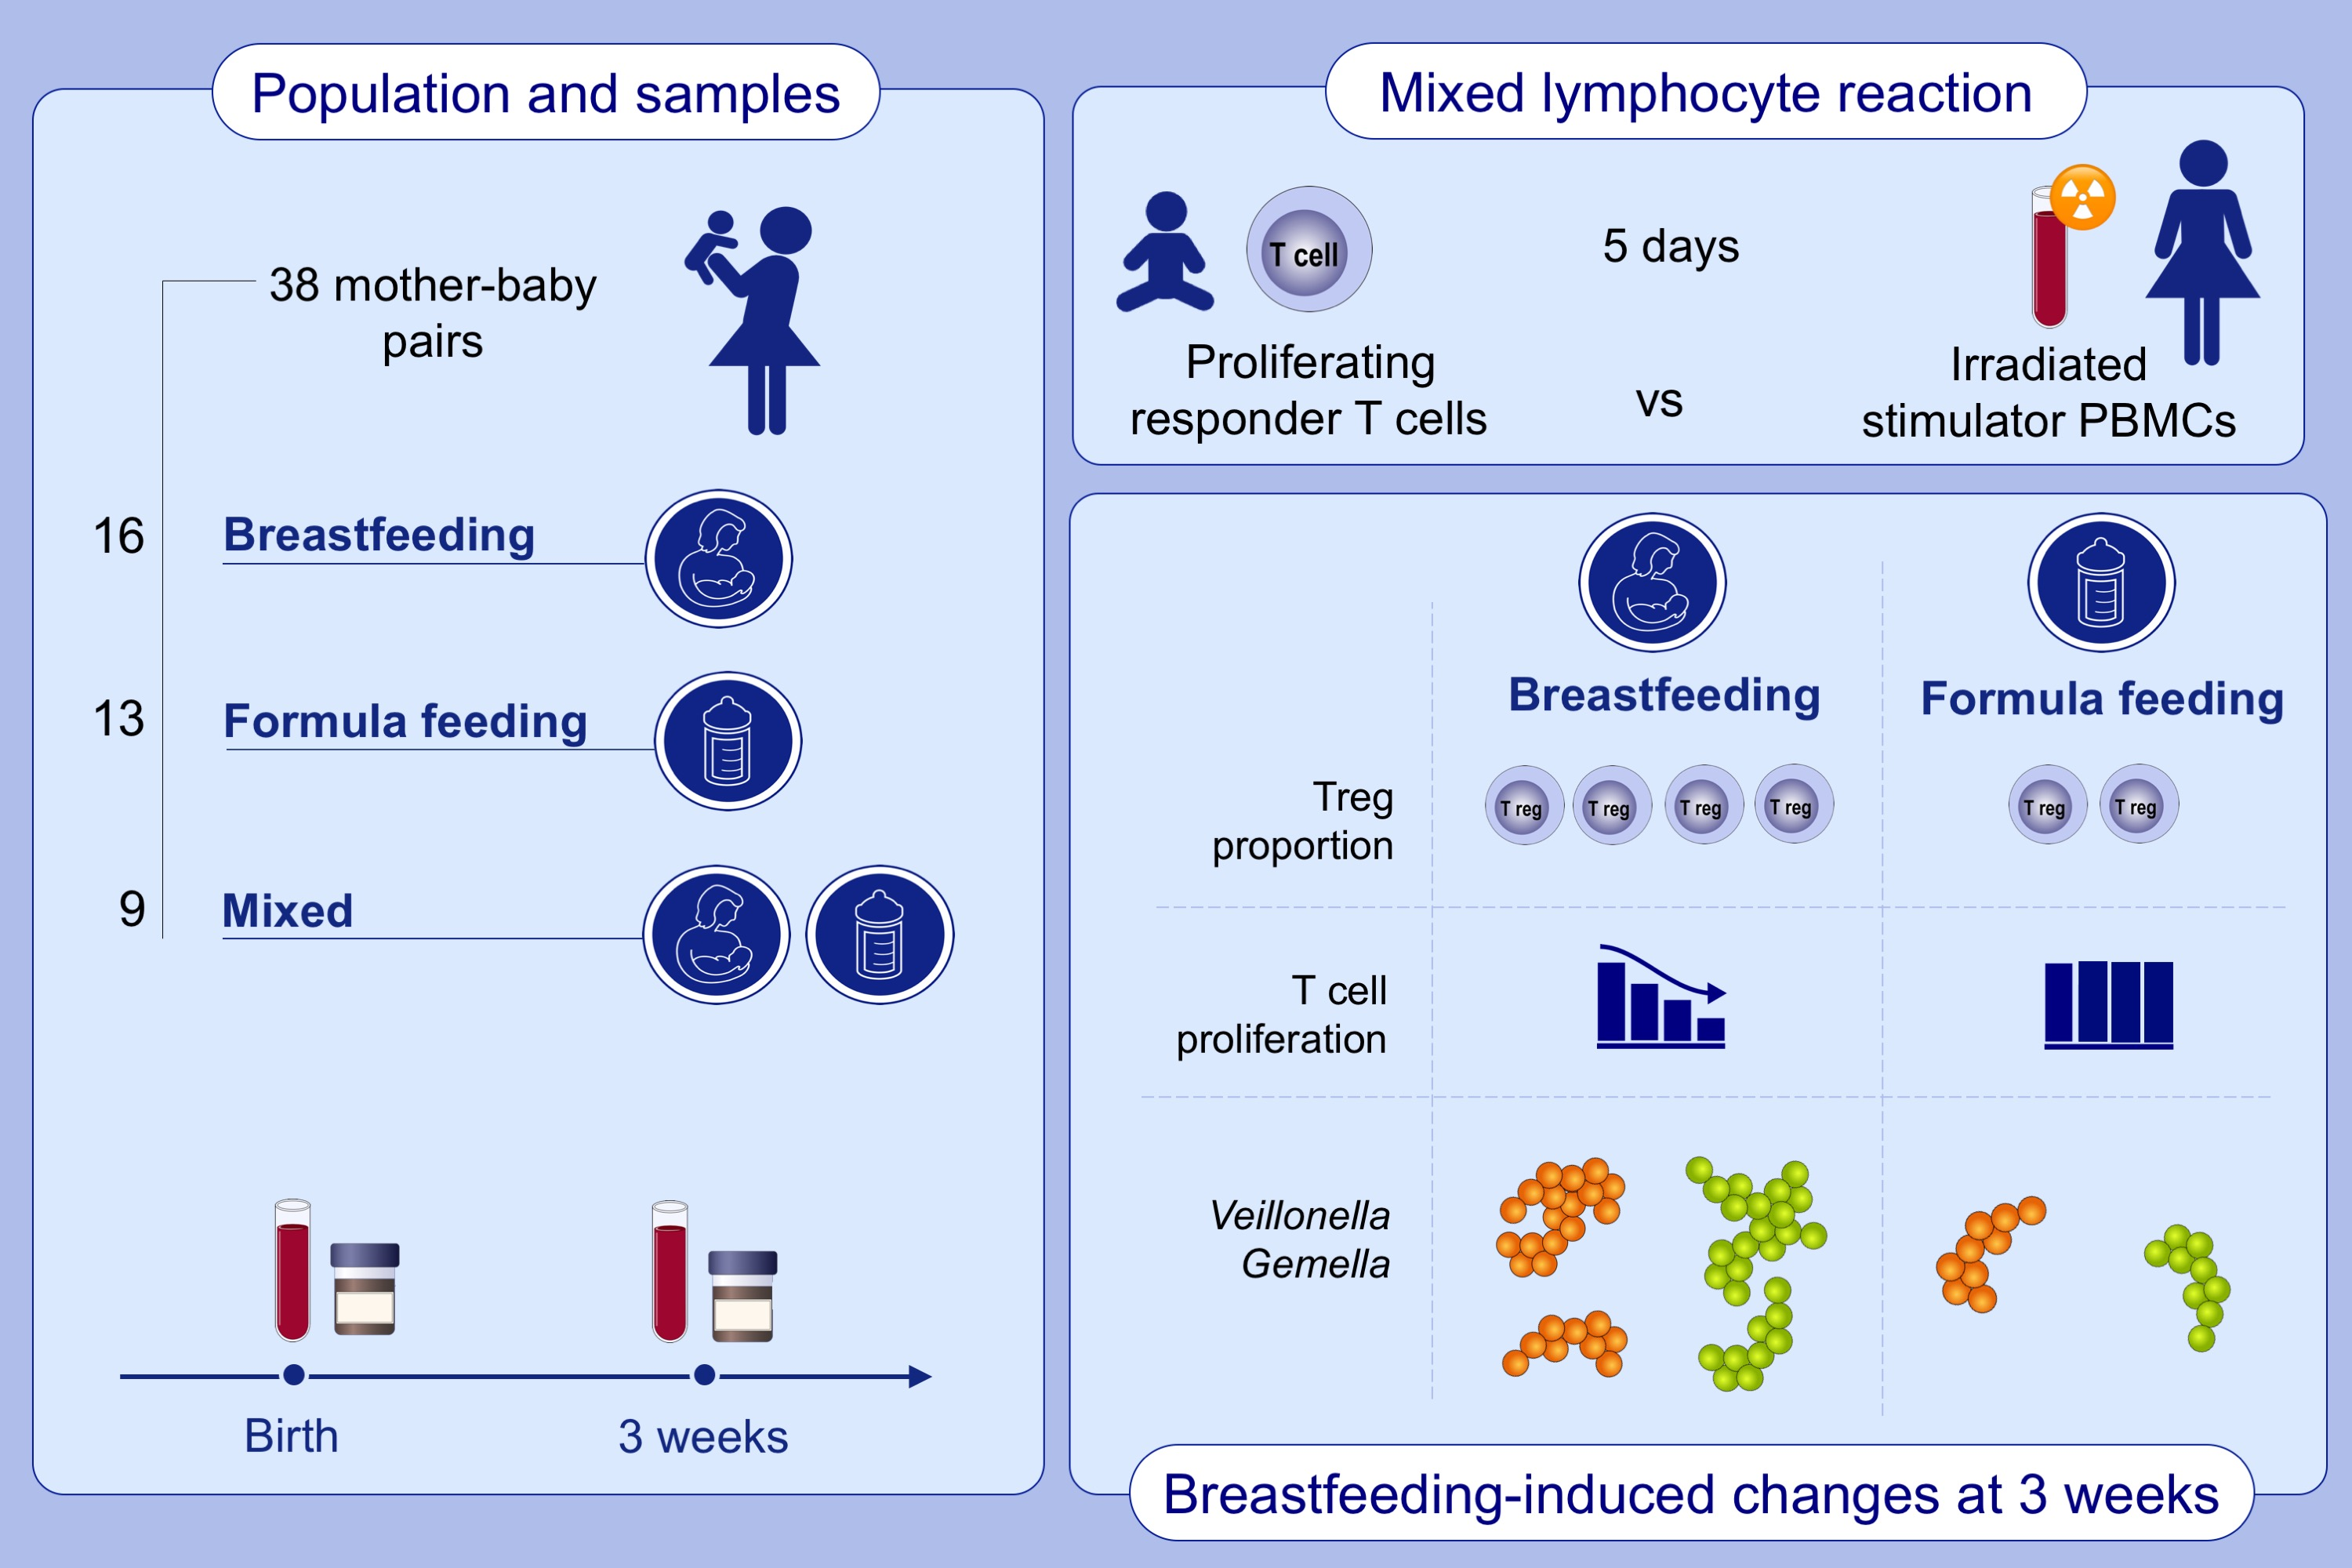 Population and samples
38 mother-baby
pairs
16
Breastfeeding
13
Formula feeding
9
Mixed
Birth
3 weeks
Mixed lymphocyte reaction
T cell
5 days
Proliferating
responder T cells
vs
Irradiated
stimulator PBMCs
Breastfeeding
Formula feeding
Treg
proportion
T reg
T reg
T reg
T reg
T reg
T reg
T cell
proliferation
Veillonella
Gemella
Breastfeeding-induced changes at 3 weeks